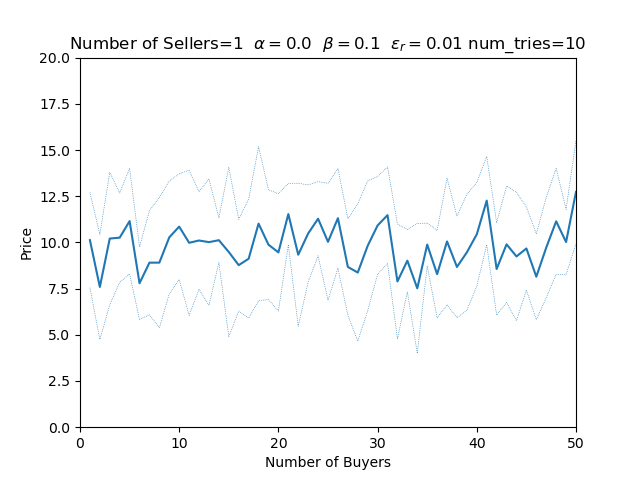 Number of Sellers=1 α = 0.0 β = 0.1 ε_r = 0.01 num_tries=10
20.0
17.5
15.0
12.5
10.0
7.5
5.0
2.5
0.0
Price
0 10 20 30 40 50
Number of Buyers